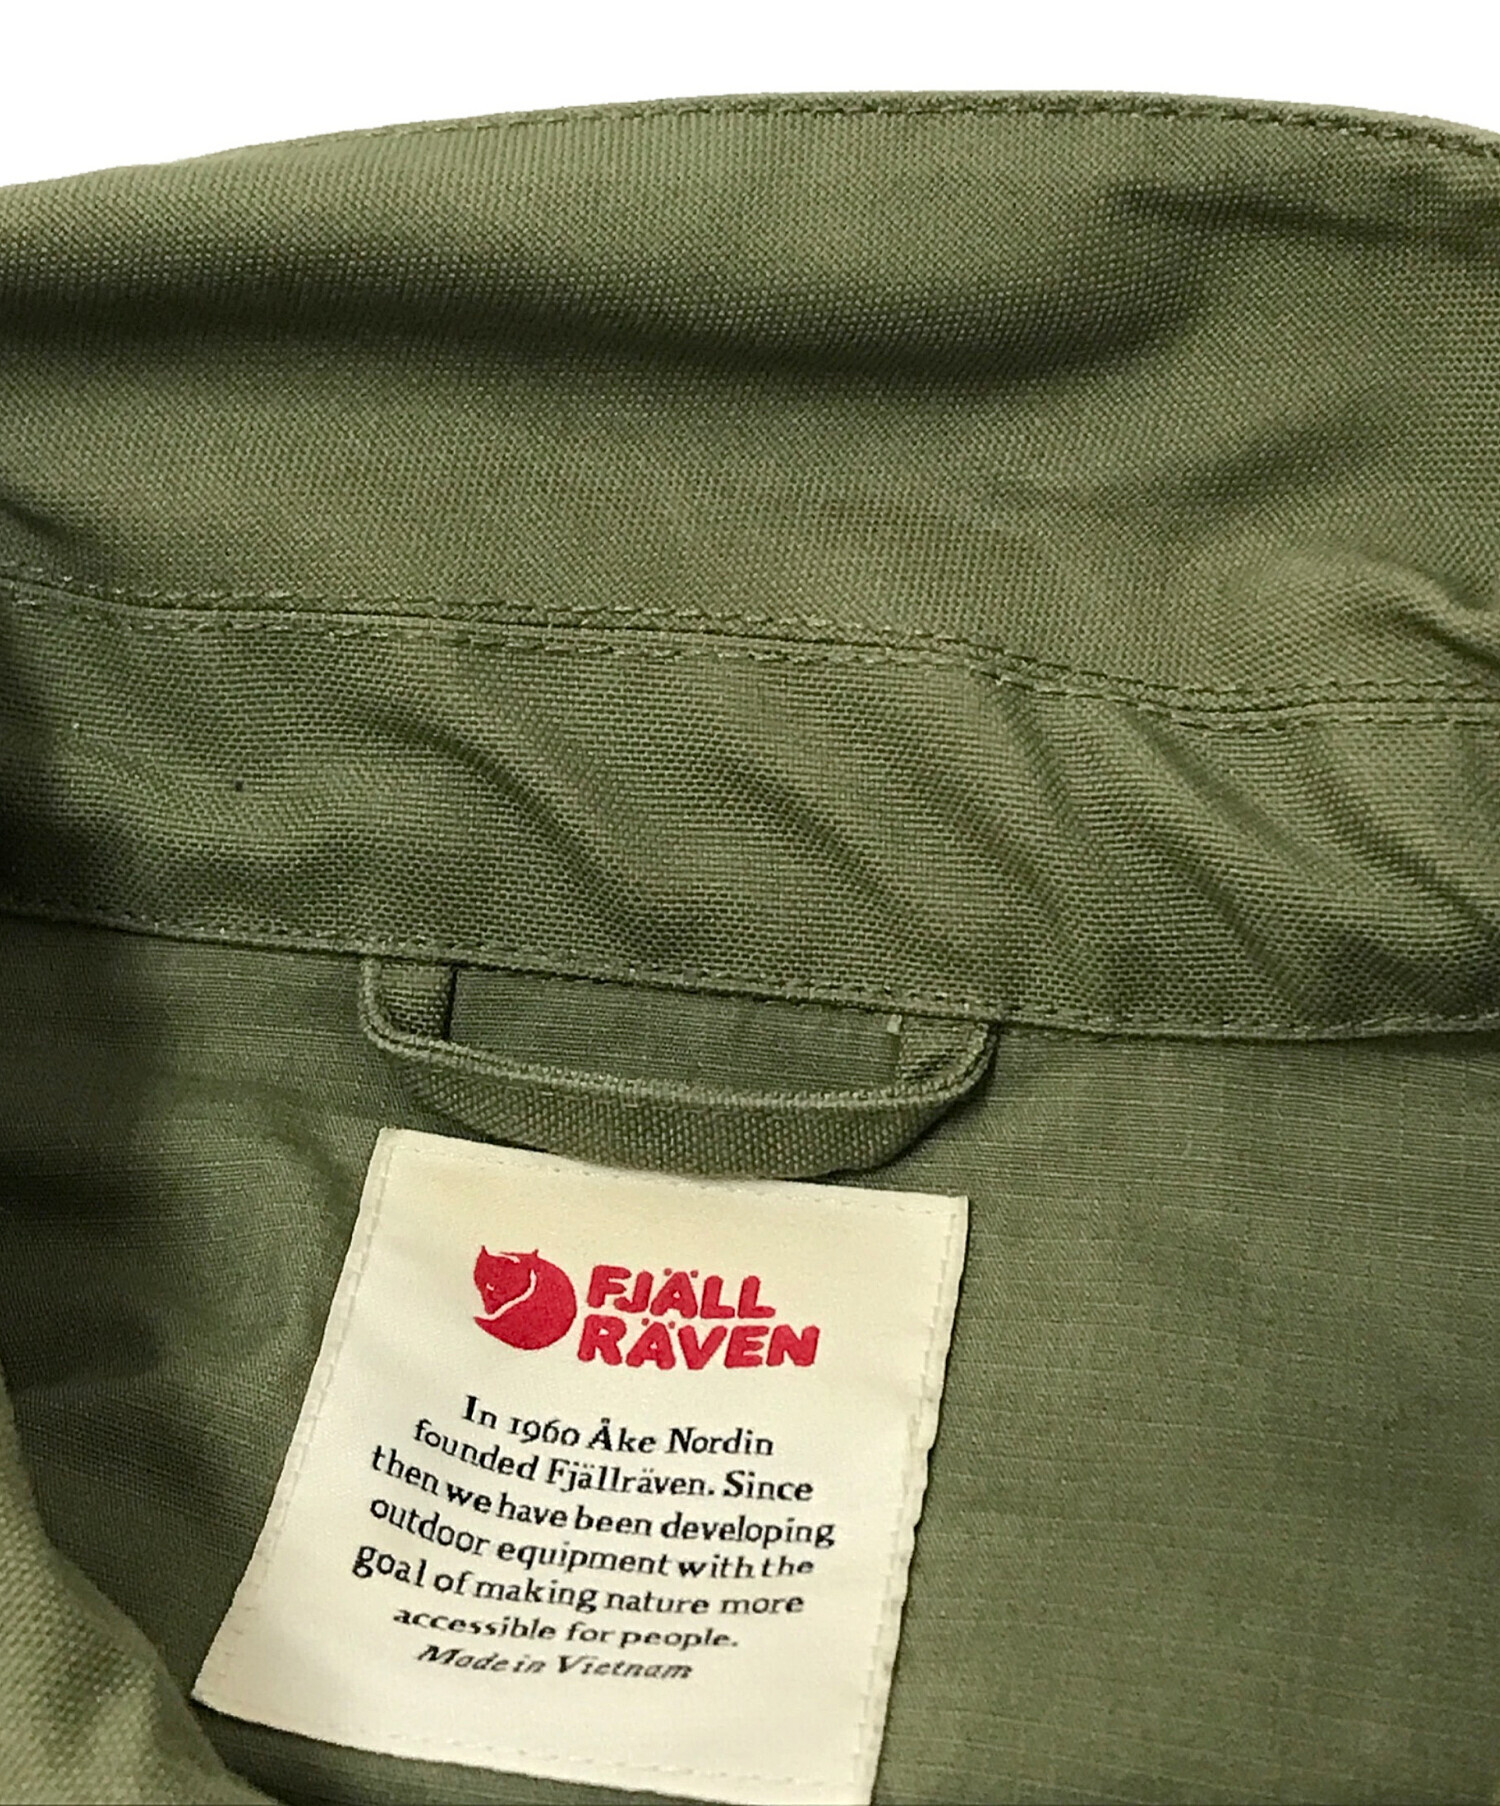 FJÄLL
RÄVEN
In 1960 Åke Nordin
founded Fjällräven. Since
then we have been developing
outdoor equipment with the
goal of making nature more
accessible for people.
Made in Vietnam